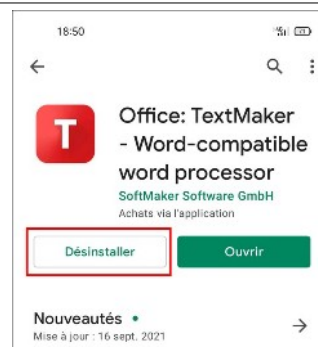 18:50
T
Office: TextMaker
- Word-compatible
word processor
SoftMaker Software GmbH
Achats via l'application
Désinstaller
Ouvrir
Nouveautés
Mise à jour : 16 sept. 2021